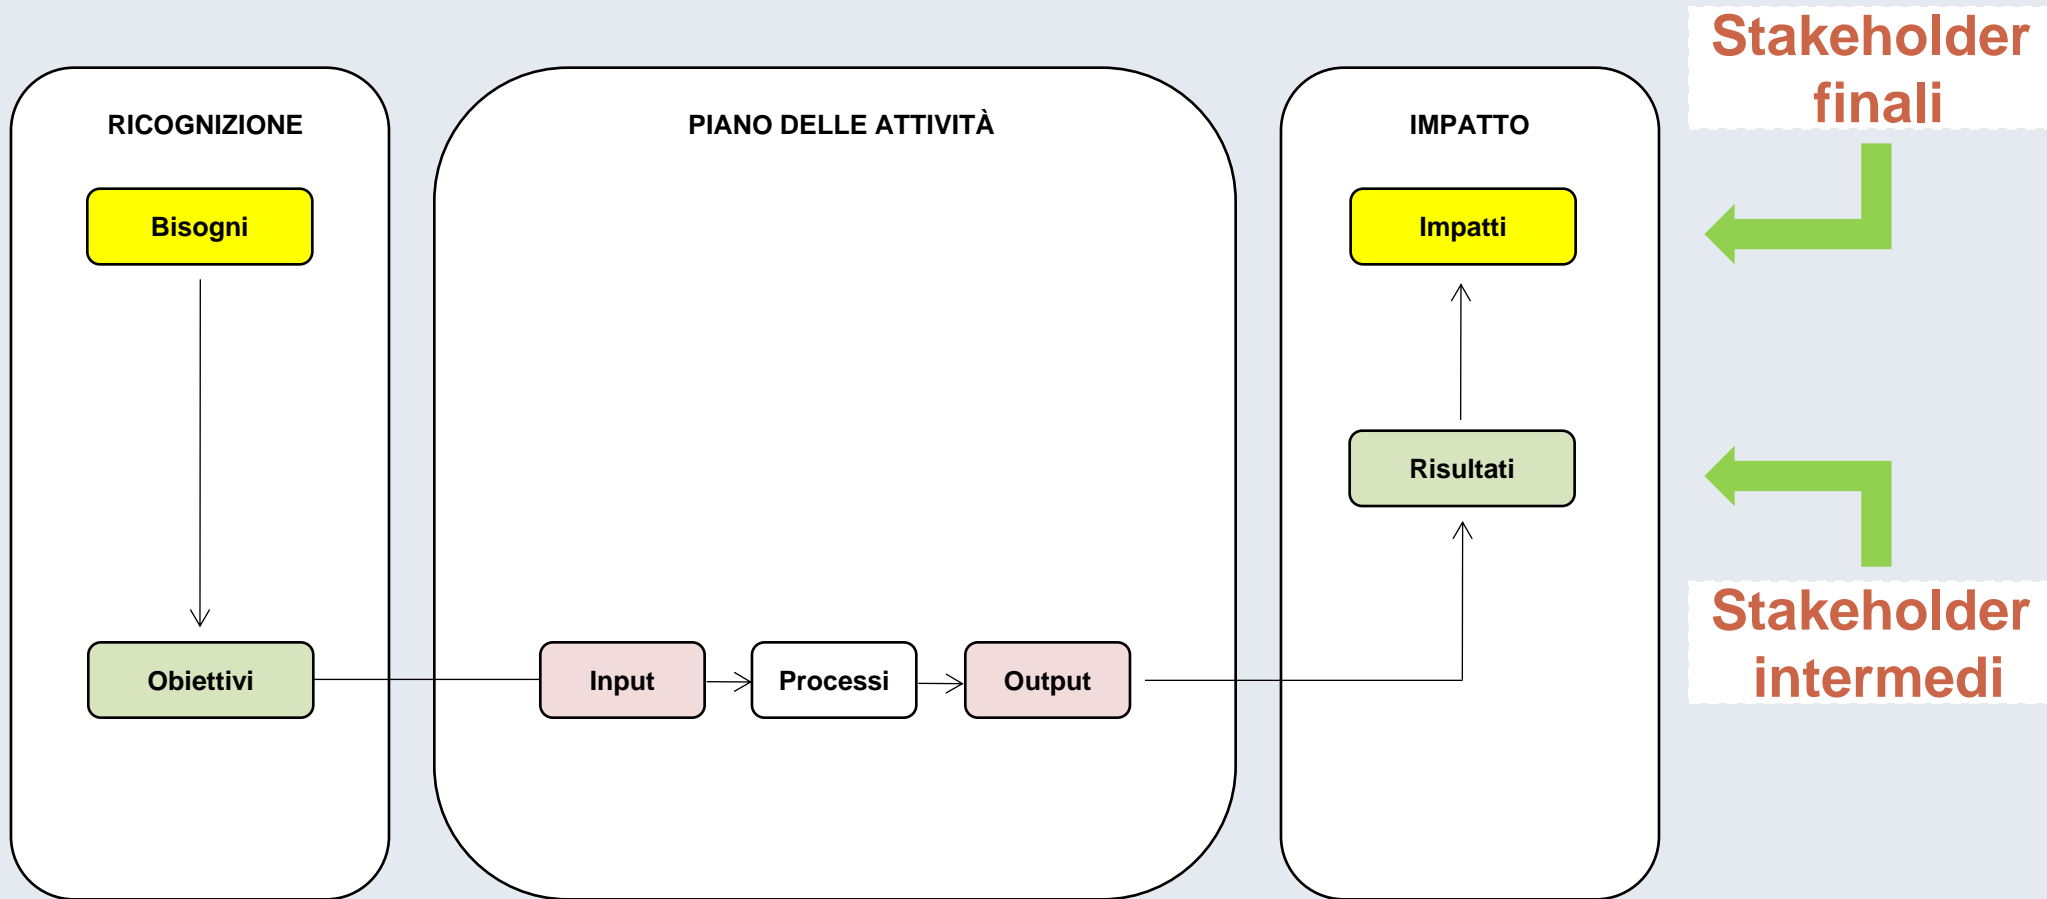 Stakeholder
finali
RICOGNIZIONE
PIANO DELLE ATTIVITÀ
IMPATTO
Bisogni
Impatti
Risultati
Obiettivi
Input
Processi
Output
Stakeholder
intermedi